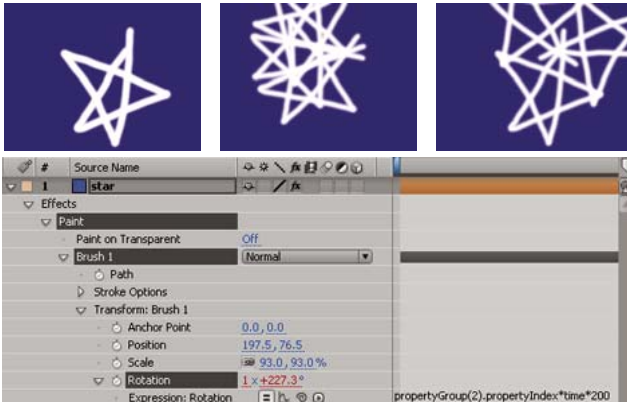 # Source Name
1 star
Effects
Paint
Paint on Transparent Off
Brush 1 Normal
Path
Stroke Options
Transform: Brush 1
Anchor Point 0.0, 0.0
Position 197.5, 76.5
Scale 93.0, 93.0 %
Rotation 1 x +227.3°
Expression: Rotation propertyGroup(2).propertyIndex*time*200